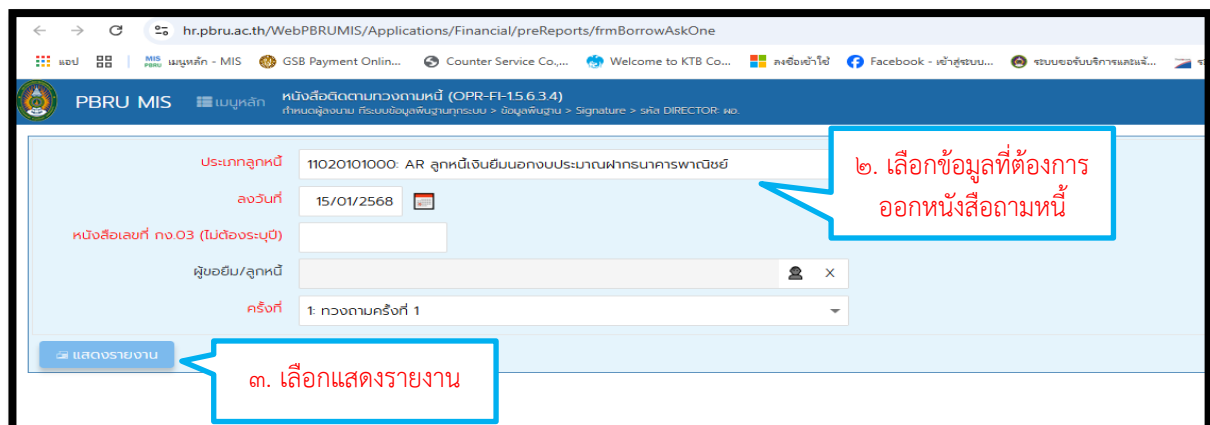 hr.pbru.ac.th/WebPBRUMIS/Applications/Financial/preReports/frmBorrowAskOne
แอป MIS PBRU เมนูหลัก - MIS GSB Payment Onlin... Counter Service Co.,... Welcome to KTB Co... ลงชื่อเข้าใช้ Facebook - เข้าสู่ระบบ... ระบบขอรับบริการและแจ้...
PBRU MIS เมนูหลัก หนังสือติดตามทวงถามหนี้ (OPR-FI-1.5.6.3.4)
กำหนดผู้ลงนาม ที่ระบบข้อมูลพื้นฐานทุกระบบ > ข้อมูลพื้นฐาน > Signature > รหัส DIRECTOR: ผอ.
ประเภทลูกหนี้ 11020101000: AR ลูกหนี้เงินยืมนอกงบประมาณฝากธนาคารพาณิชย์
๒. เลือกข้อมูลที่ต้องการ
ออกหนังสือถามหนี้
ลงวันที่ 15/01/2568
หนังสือเลขที่ กง.03 (ไม่ต้องระบุปี)
ผู้ขอยืม/ลูกหนี้ X
ครั้งที่ 1: ทวงถามครั้งที่ 1
แสดงรายงาน
๓. เลือกแสดงรายงาน